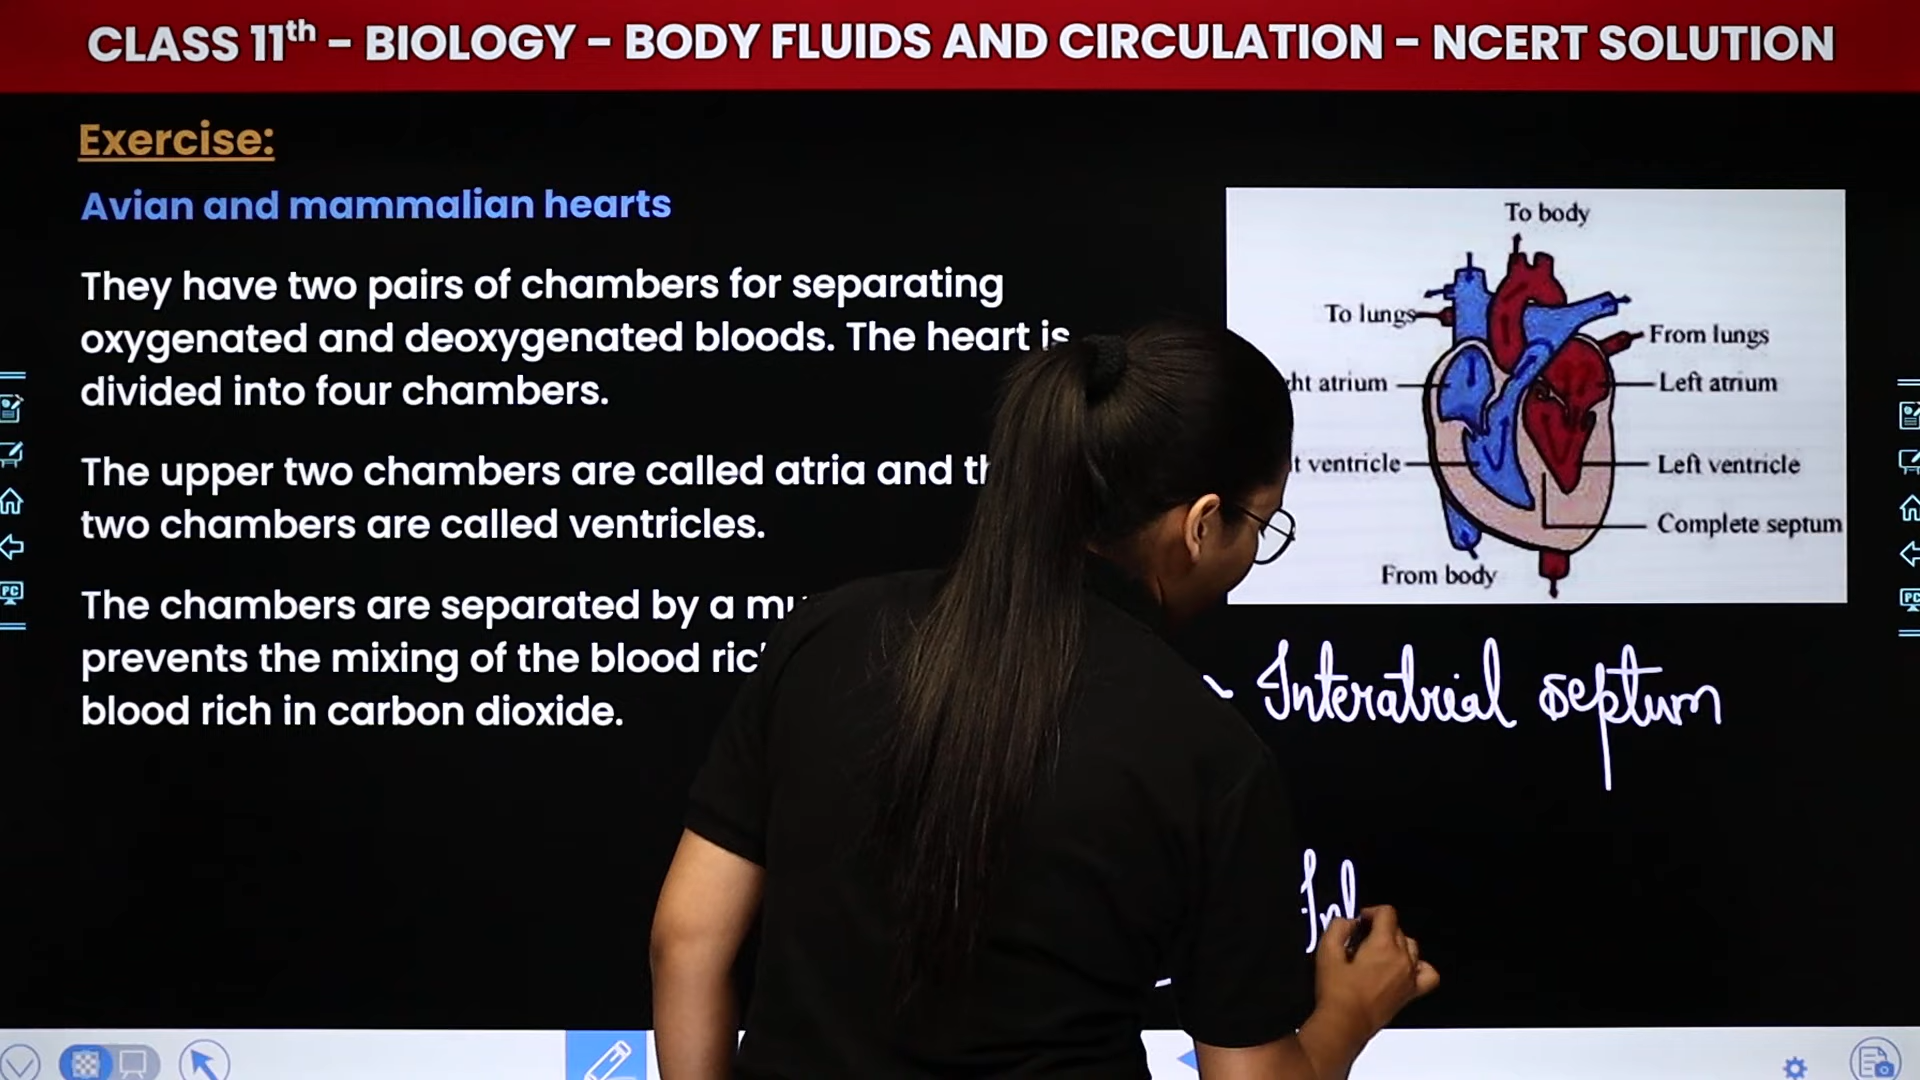 CLASS 11th – BIOLOGY – BODY FLUIDS AND CIRCULATION – NCERT SOLUTION
Exercise:
Avian and mammalian hearts
They have two pairs of chambers for separating
oxygenated and deoxygenated bloods. The heart is
divided into four chambers.
The upper two chambers are called atria and
two chambers are called ventricles.
The chambers are separated by a
prevents the mixing of the blood
blood rich in carbon dioxide.
To body
To lungs
From lungs
atrium
Left atrium
ventricle
Left ventricle
Complete septum
From body
Interatrial septum
PC
PC